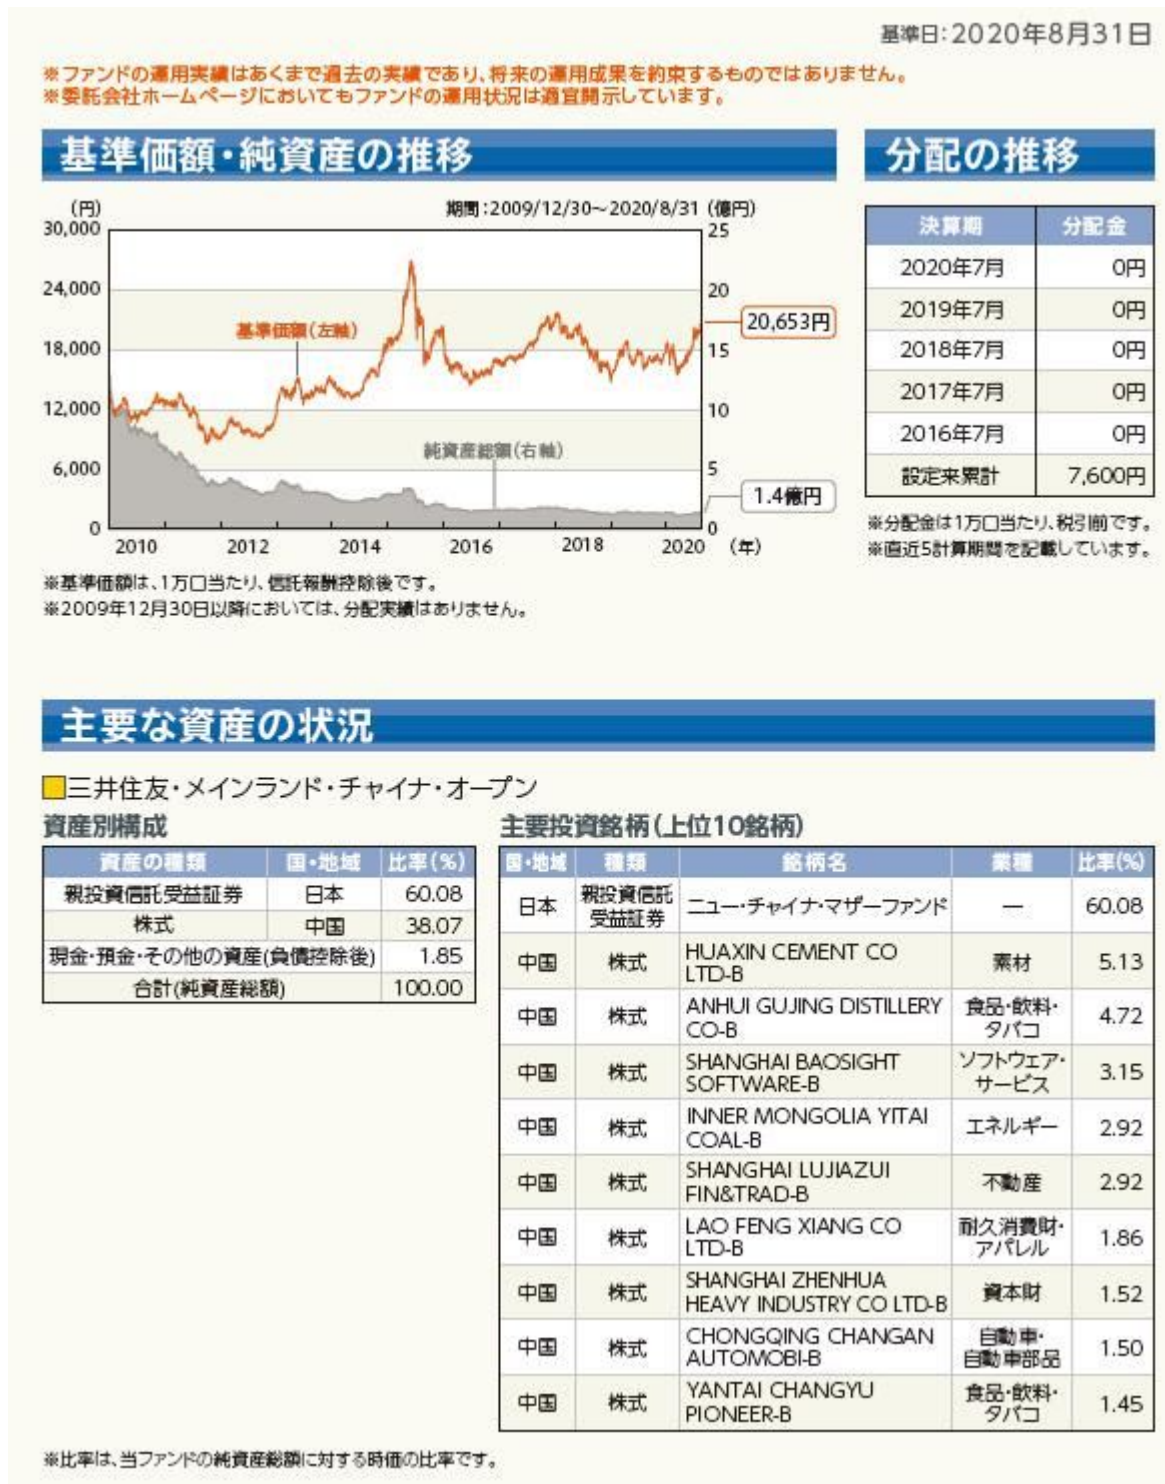 基準日:2020年8月31日
※ファンドの運用実績はあくまで過去の実績であり、将来の運用成果を約束するものではありません。
※委託会社ホームページにおいてもファンドの運用状況は適宜開示しています。
基準価額・純資産の推移
分配の推移
(円)
期間:2009/12/30~2020/8/31 (億円)
30,000
24,000
18,000
12,000
6,000
0
25
20
15
10
5
0
基準価額(左軸)
純資産総額(右軸)
20,653円
1.4億円
2010 2012 2014 2016 2018 2020 (年)
※基準価額は、1万口当たり、信託報酬控除後です。
※2009年12月30日以降においては、分配実績はありません。
決算期 分配金
2020年7月 0円
2019年7月 0円
2018年7月 0円
2017年7月 0円
2016年7月 0円
設定来累計 7,600円
※分配金は1万口当たり、税引前です。
※直近5計算期間を記載しています。
主要な資産の状況
三井住友・メインランド・チャイナ・オープン
資産別構成
資産の種類 国・地域 比率(%)
親投資信託受益証券 日本 60.08
株式 中国 38.07
現金・預金・その他の資産(負債控除後) 1.85
合計(純資産総額) 100.00
主要投資銘柄(上位10銘柄)
国・地域 種類 銘柄名 業種 比率(%)
日本 親投資信託 ニュー・チャイナ・マザーファンド ― 60.08
受益証券
中国 株式 HUAXIN CEMENT CO 素材 5.13
LTD-B
中国 株式 ANHUI GUJING DISTILLERY 食品・飲料・ 4.72
CO-B タバコ
中国 株式 SHANGHAI BAOSIGHT ソフトウェア・ 3.15
SOFTWARE-B サービス
中国 株式 INNER MONGOLIA YITAI エネルギー 2.92
COAL-B
中国 株式 SHANGHAI LUJIAZUI 不動産 2.92
FIN&TRAD-B
中国 株式 LAO FENG XIANG CO 耐久消費財・ 1.86
LTD-B アパレル
中国 株式 SHANGHAI ZHENHUA 資本財 1.52
HEAVY INDUSTRY CO LTD-B
中国 株式 CHONGQING CHANGAN 自動車・ 1.50
AUTOMOBI-B 自動車部品
中国 株式 YANTAI CHANGYU 食品・飲料・ 1.45
PIONEER-B タバコ
※比率は、当ファンドの純資産総額に対する時価の比率です。